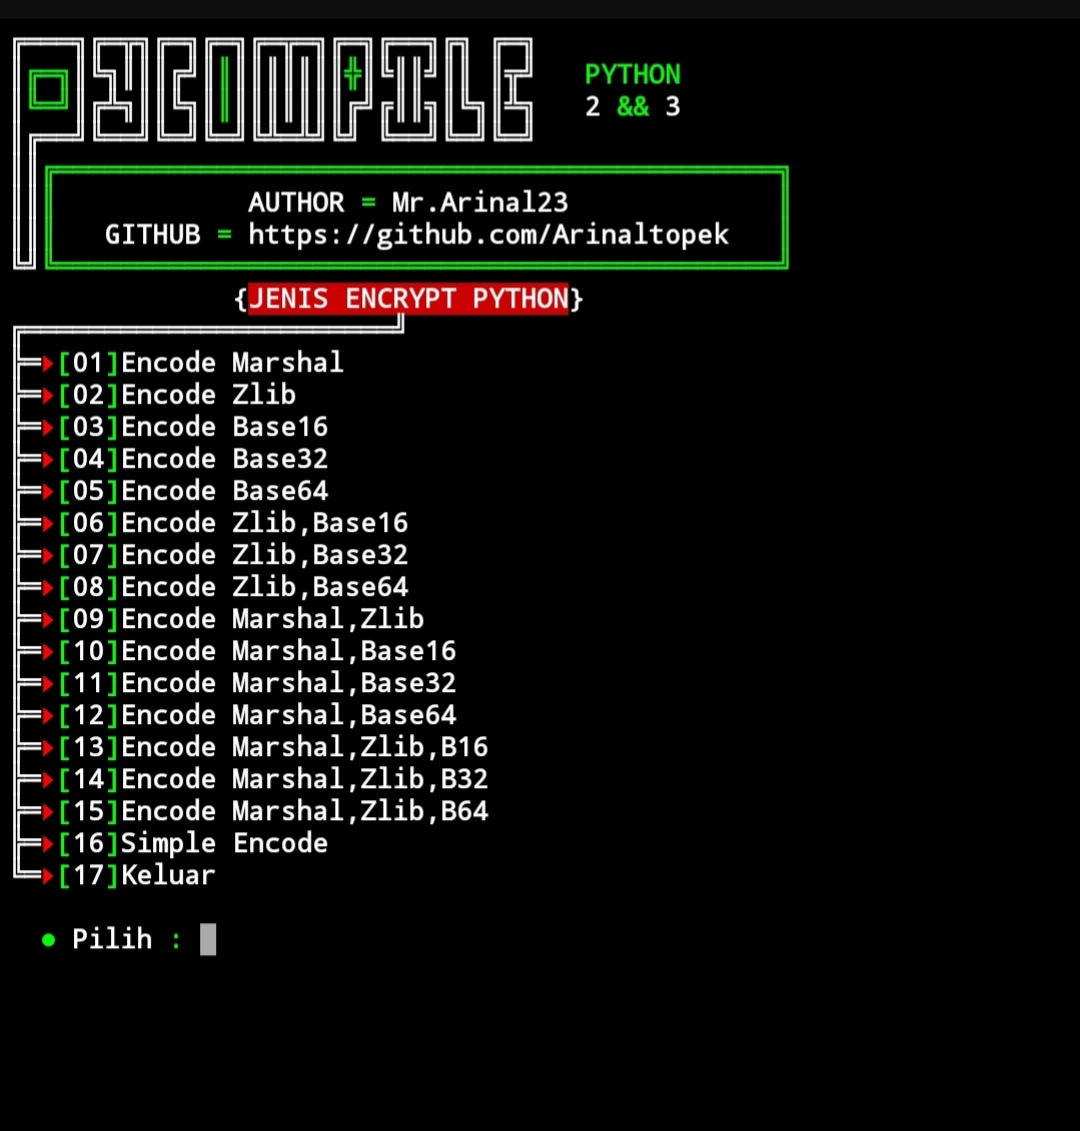 PYCOMPILE
PYTHON
2 && 3
AUTHOR = Mr.Arinal23
GITHUB = https://github.com/Arinaltopek
{JENIS ENCRYPT PYTHON}
[01]Encode Marshal
[02]Encode Zlib
[03]Encode Base16
[04]Encode Base32
[05]Encode Base64
[06]Encode Zlib,Base16
[07]Encode Zlib,Base32
[08]Encode Zlib,Base64
[09]Encode Marshal,Zlib
[10]Encode Marshal,Base16
[11]Encode Marshal,Base32
[12]Encode Marshal,Base64
[13]Encode Marshal,Zlib,B16
[14]Encode Marshal,Zlib,B32
[15]Encode Marshal,Zlib,B64
[16]Simple Encode
[17]Keluar
● Pilih :